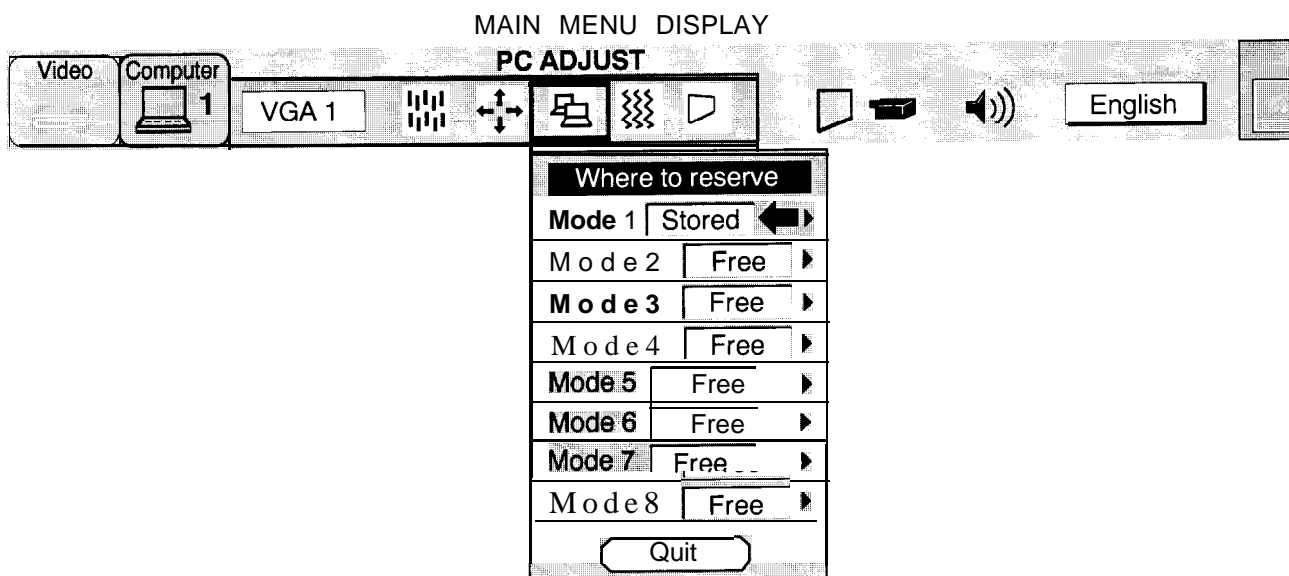 MAIN MENU DISPLAY
PC ADJUST
Video
Computer
1
VGA 1
English
Where to reserve
Mode 1 Stored
Mode2 Free
Mode3 Free
Mode4 Free
Mode 5 Free
Mode 6 Free
Mode 7 Free
Mode8 Free
Quit